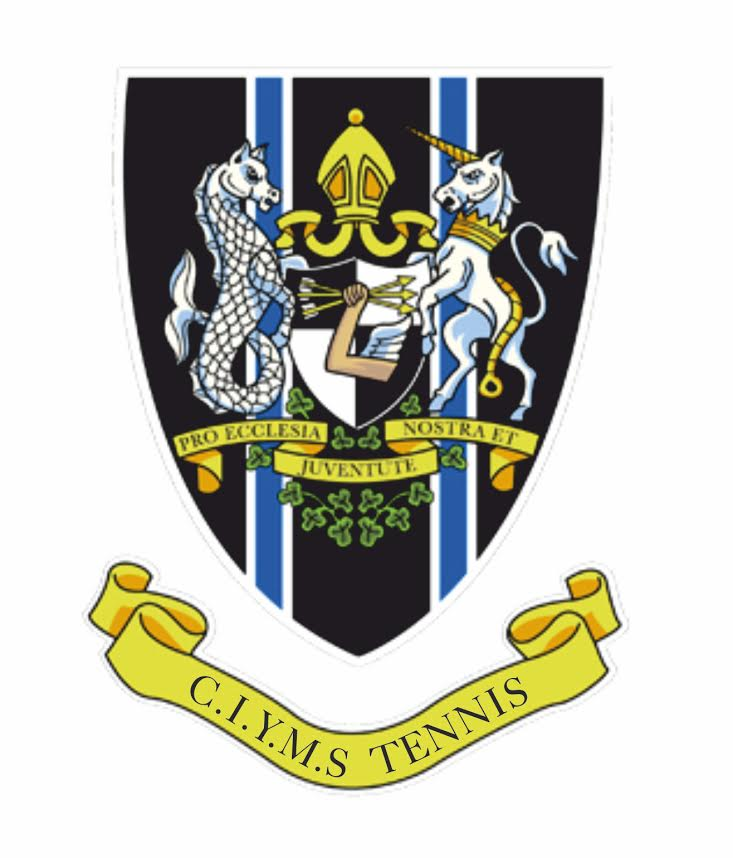 PRO ECCLESIA
NOSTRA ET
JUVENTUTE
C.I.Y.M.S TENNIS